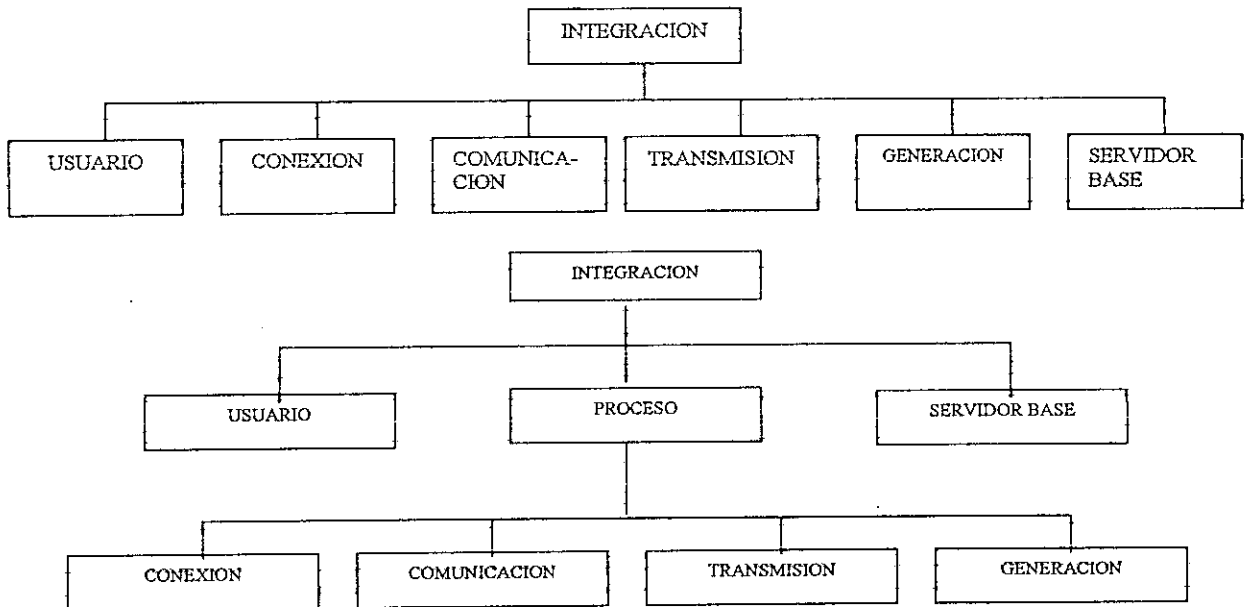 INTEGRACION
USUARIO
CONEXION
COMUNICA-
CION
TRANSMISION
GENERACION
SERVIDOR
BASE
INTEGRACION
USUARIO
PROCESO
SERVIDOR BASE
CONEXION
COMUNICACION
TRANSMISION
GENERACION